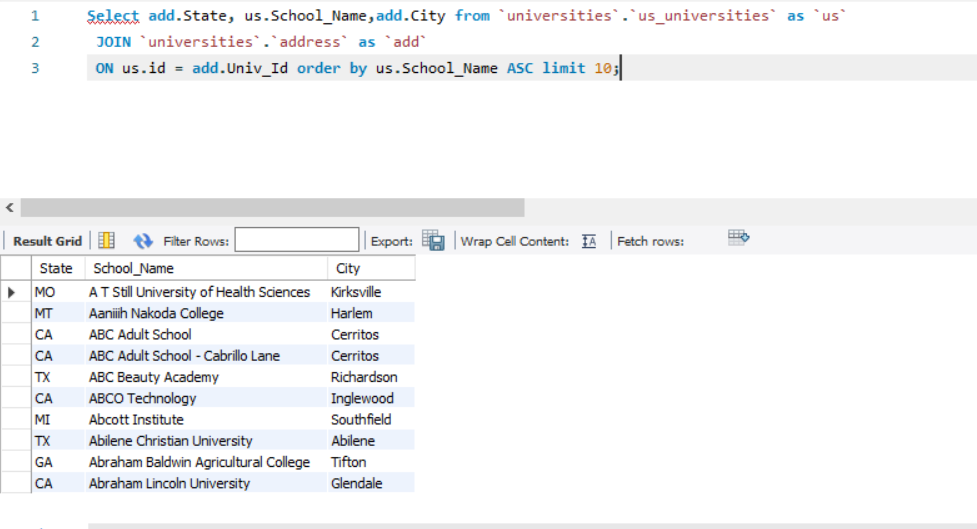 1 Select add.State, us.School_Name,add.City from `universities`.`us_universities` as `us`
2 JOIN `universities`.`address` as `add`
3 ON us.id = add.Univ_Id order by us.School_Name ASC limit 10;
Result Grid Filter Rows: Export: Wrap Cell Content: IA Fetch rows:
State School_Name City
MO A T Still University of Health Sciences Kirksville
MT Aaniiih Nakoda College Harlem
CA ABC Adult School Cerritos
CA ABC Adult School - Cabrillo Lane Cerritos
TX ABC Beauty Academy Richardson
CA ABCO Technology Inglewood
MI Abcott Institute Southfield
TX Abilene Christian University Abilene
GA Abraham Baldwin Agricultural College Tifton
CA Abraham Lincoln University Glendale